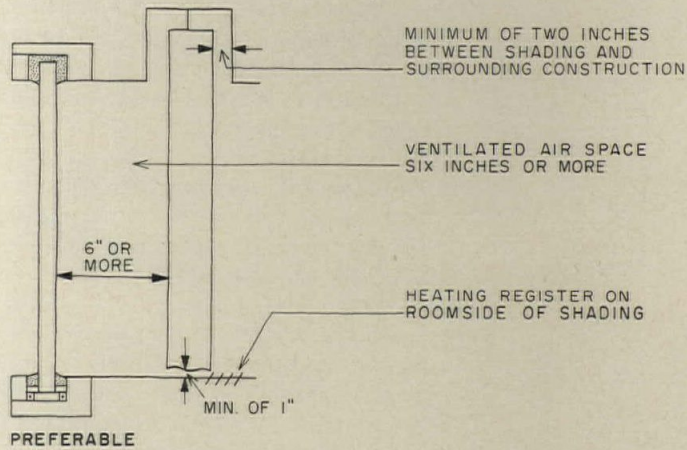 MINIMUM OF TWO INCHES
BETWEEN SHADING AND
SURROUNDING CONSTRUCTION
VENTILATED AIR SPACE
SIX INCHES OR MORE
6" OR
MORE
HEATING REGISTER ON
ROOMSIDE OF SHADING
MIN. OF 1"
PREFERABLE